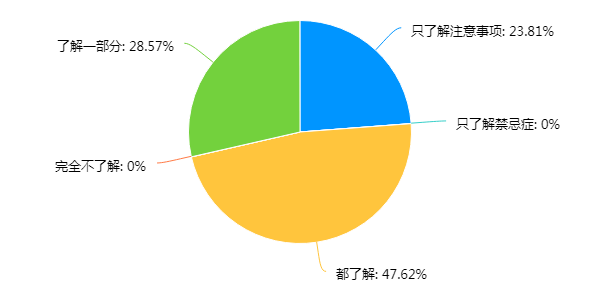 只了解注意事项: 23.81%
了解一部分: 28.57%
只了解禁忌症: 0%
完全不了解: 0%
都了解: 47.62%